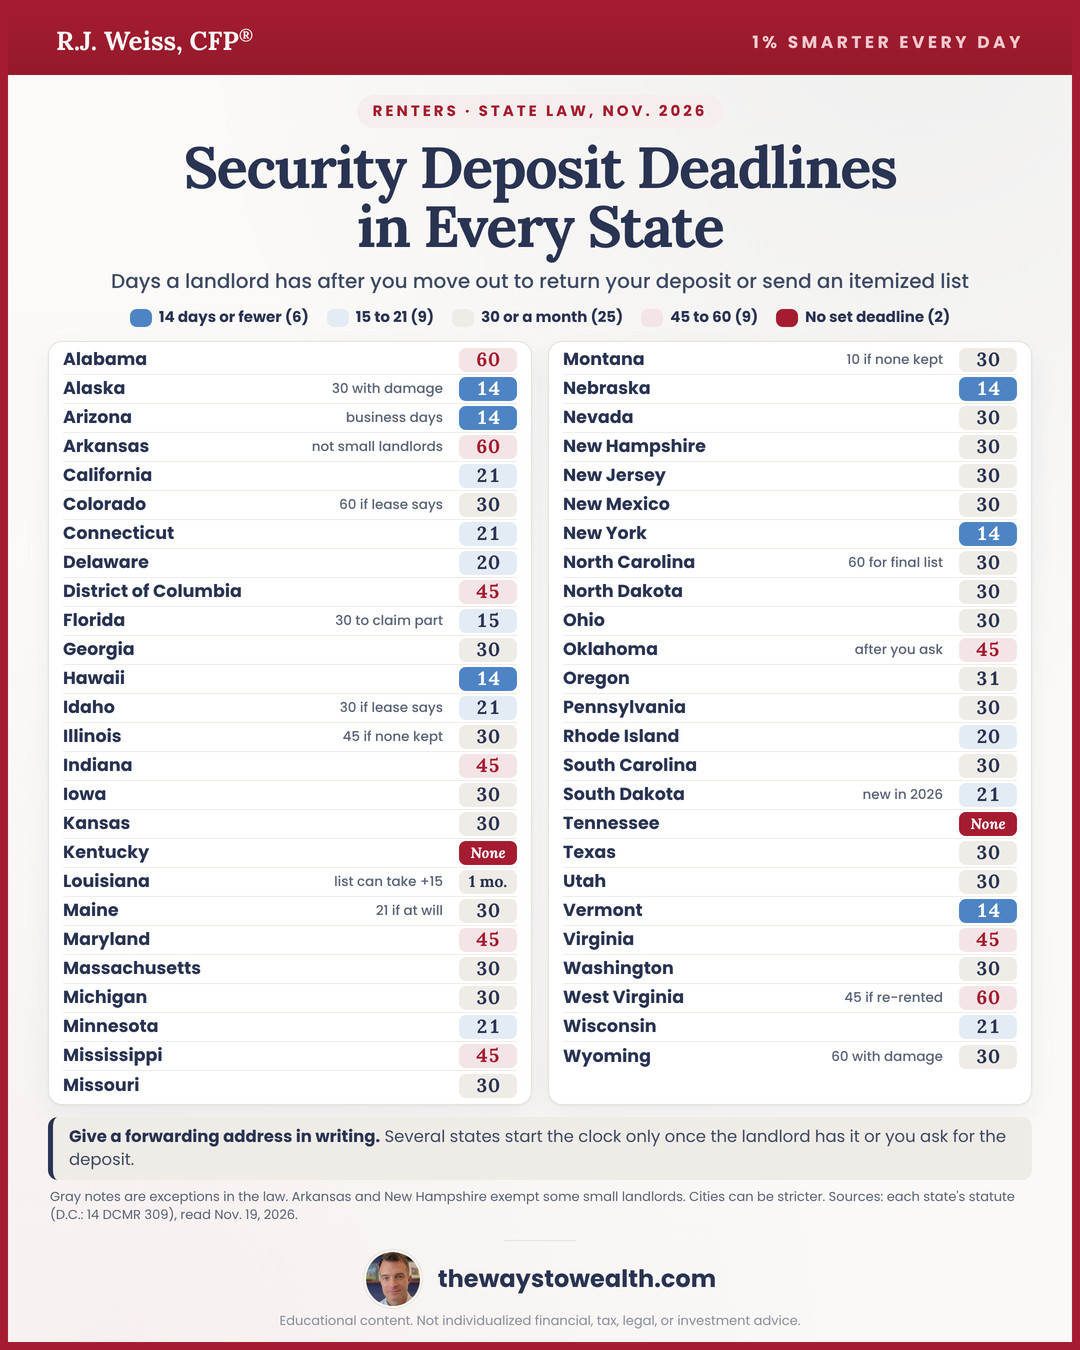 R.J. Weiss, CFP®
1% SMARTER EVERY DAY
RENTERS · STATE LAW, NOV. 2026
Security Deposit Deadlines
in Every State
Days a landlord has after you move out to return your deposit or send an itemized list
14 days or fewer (6) 15 to 21 (9) 30 or a month (25) 45 to 60 (9) No set deadline (2)
Alabama 60
Alaska 30 with damage 14
Arizona business days 14
Arkansas not small landlords 60
California 21
Colorado 60 if lease says 30
Connecticut 21
Delaware 20
District of Columbia 45
Florida 30 to claim part 15
Georgia 30
Hawaii 14
Idaho 30 if lease says 21
Illinois 45 if none kept 30
Indiana 45
Iowa 30
Kansas 30
Kentucky None
Louisiana list can take +15 1 mo.
Maine 21 if at will 30
Maryland 45
Massachusetts 30
Michigan 30
Minnesota 21
Mississippi 45
Missouri 30
Montana 10 if none kept 30
Nebraska 14
Nevada 30
New Hampshire 30
New Jersey 30
New Mexico 30
New York 14
North Carolina 60 for final list 30
North Dakota 30
Ohio 30
Oklahoma after you ask 45
Oregon 31
Pennsylvania 30
Rhode Island 20
South Carolina 30
South Dakota new in 2026 21
Tennessee None
Texas 30
Utah 30
Vermont 14
Virginia 45
Washington 30
West Virginia 45 if re-rented 60
Wisconsin 21
Wyoming 60 with damage 30
Give a forwarding address in writing. Several states start the clock only once the landlord has it or you ask for the
deposit.
Gray notes are exceptions in the law. Arkansas and New Hampshire exempt some small landlords. Cities can be stricter. Sources: each state's statute
(D.C.: 14 DCMR 309), read Nov. 19, 2026.
thewaystowealth.com
Educational content. Not individualized financial, tax, legal, or investment advice.